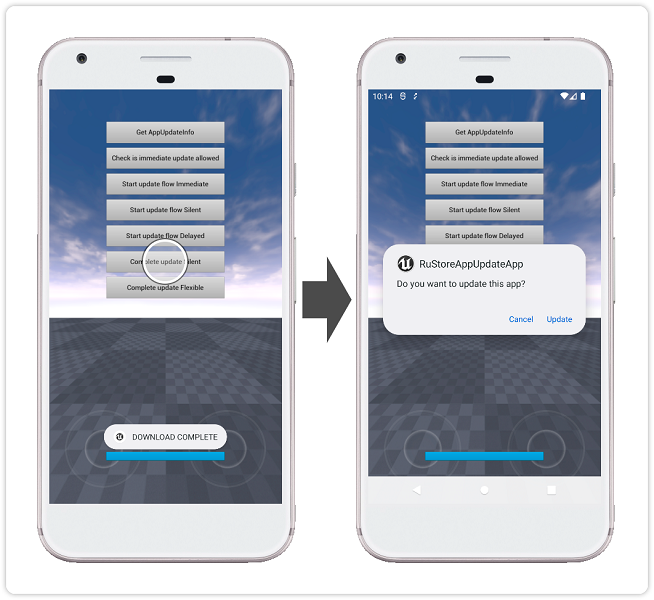 Get AppUpdateInfo
Check is immediate update allowed
Start update flow Immediate
Start update flow Silent
Start update flow Delayed
Complete update Silent
Complete update Flexible
DOWNLOAD COMPLETE
10:14
Get AppUpdateInfo
Check is immediate update allowed
Start update flow Immediate
Start update flow Silent
Start update flow Delayed
RuStoreAppUpdateApp
Do you want to update this app?
Cancel Update